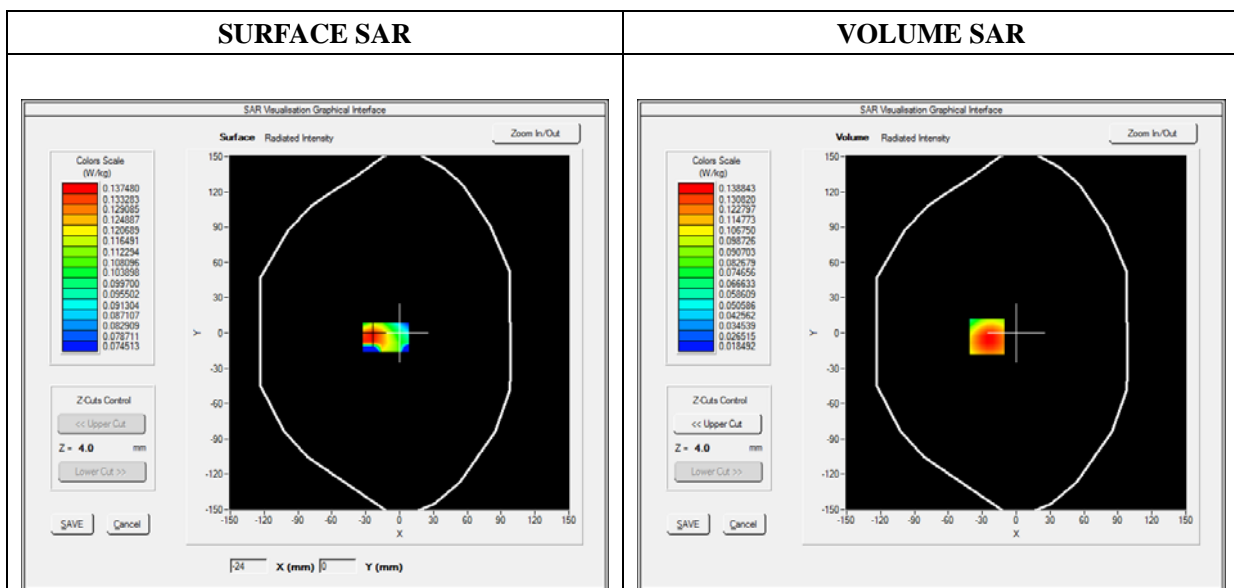 SURFACE SAR
VOLUME SAR
SAR Visualisation Graphical Interface
Surface Radiated Intensity
Zoom In/Out
Colors Scale
(W/kg)
0.137480
0.133283
0.129085
0.124887
0.120689
0.116491
0.112294
0.108096
0.103898
0.099700
0.095502
0.091304
0.087107
0.082909
0.078711
0.074513
Z-Cuts Control
<< Upper Cut
Z = 4.0 mm
Lower Cut >>
SAVE Cancel
150
120
90
60
30
0
-30
-60
-90
-120
-150
Y
-150 -120 -90 -60 -30 0 30 60 90 120 150
X
-24 X (mm) 0 Y (mm)
SAR Visualisation Graphical Interface
Volume Radiated Intensity
Zoom In/Out
Colors Scale
(W/kg)
0.138843
0.130820
0.122797
0.114773
0.106750
0.098726
0.090703
0.082679
0.074656
0.066633
0.058609
0.050586
0.042562
0.034539
0.026515
0.018492
Z-Cuts Control
<< Upper Cut
Z = 4.0 mm
Lower Cut >>
SAVE Cancel
150
120
90
60
30
0
-30
-60
-90
-120
-150
Y
-150 -120 -90 -60 -30 0 30 60 90 120 150
X